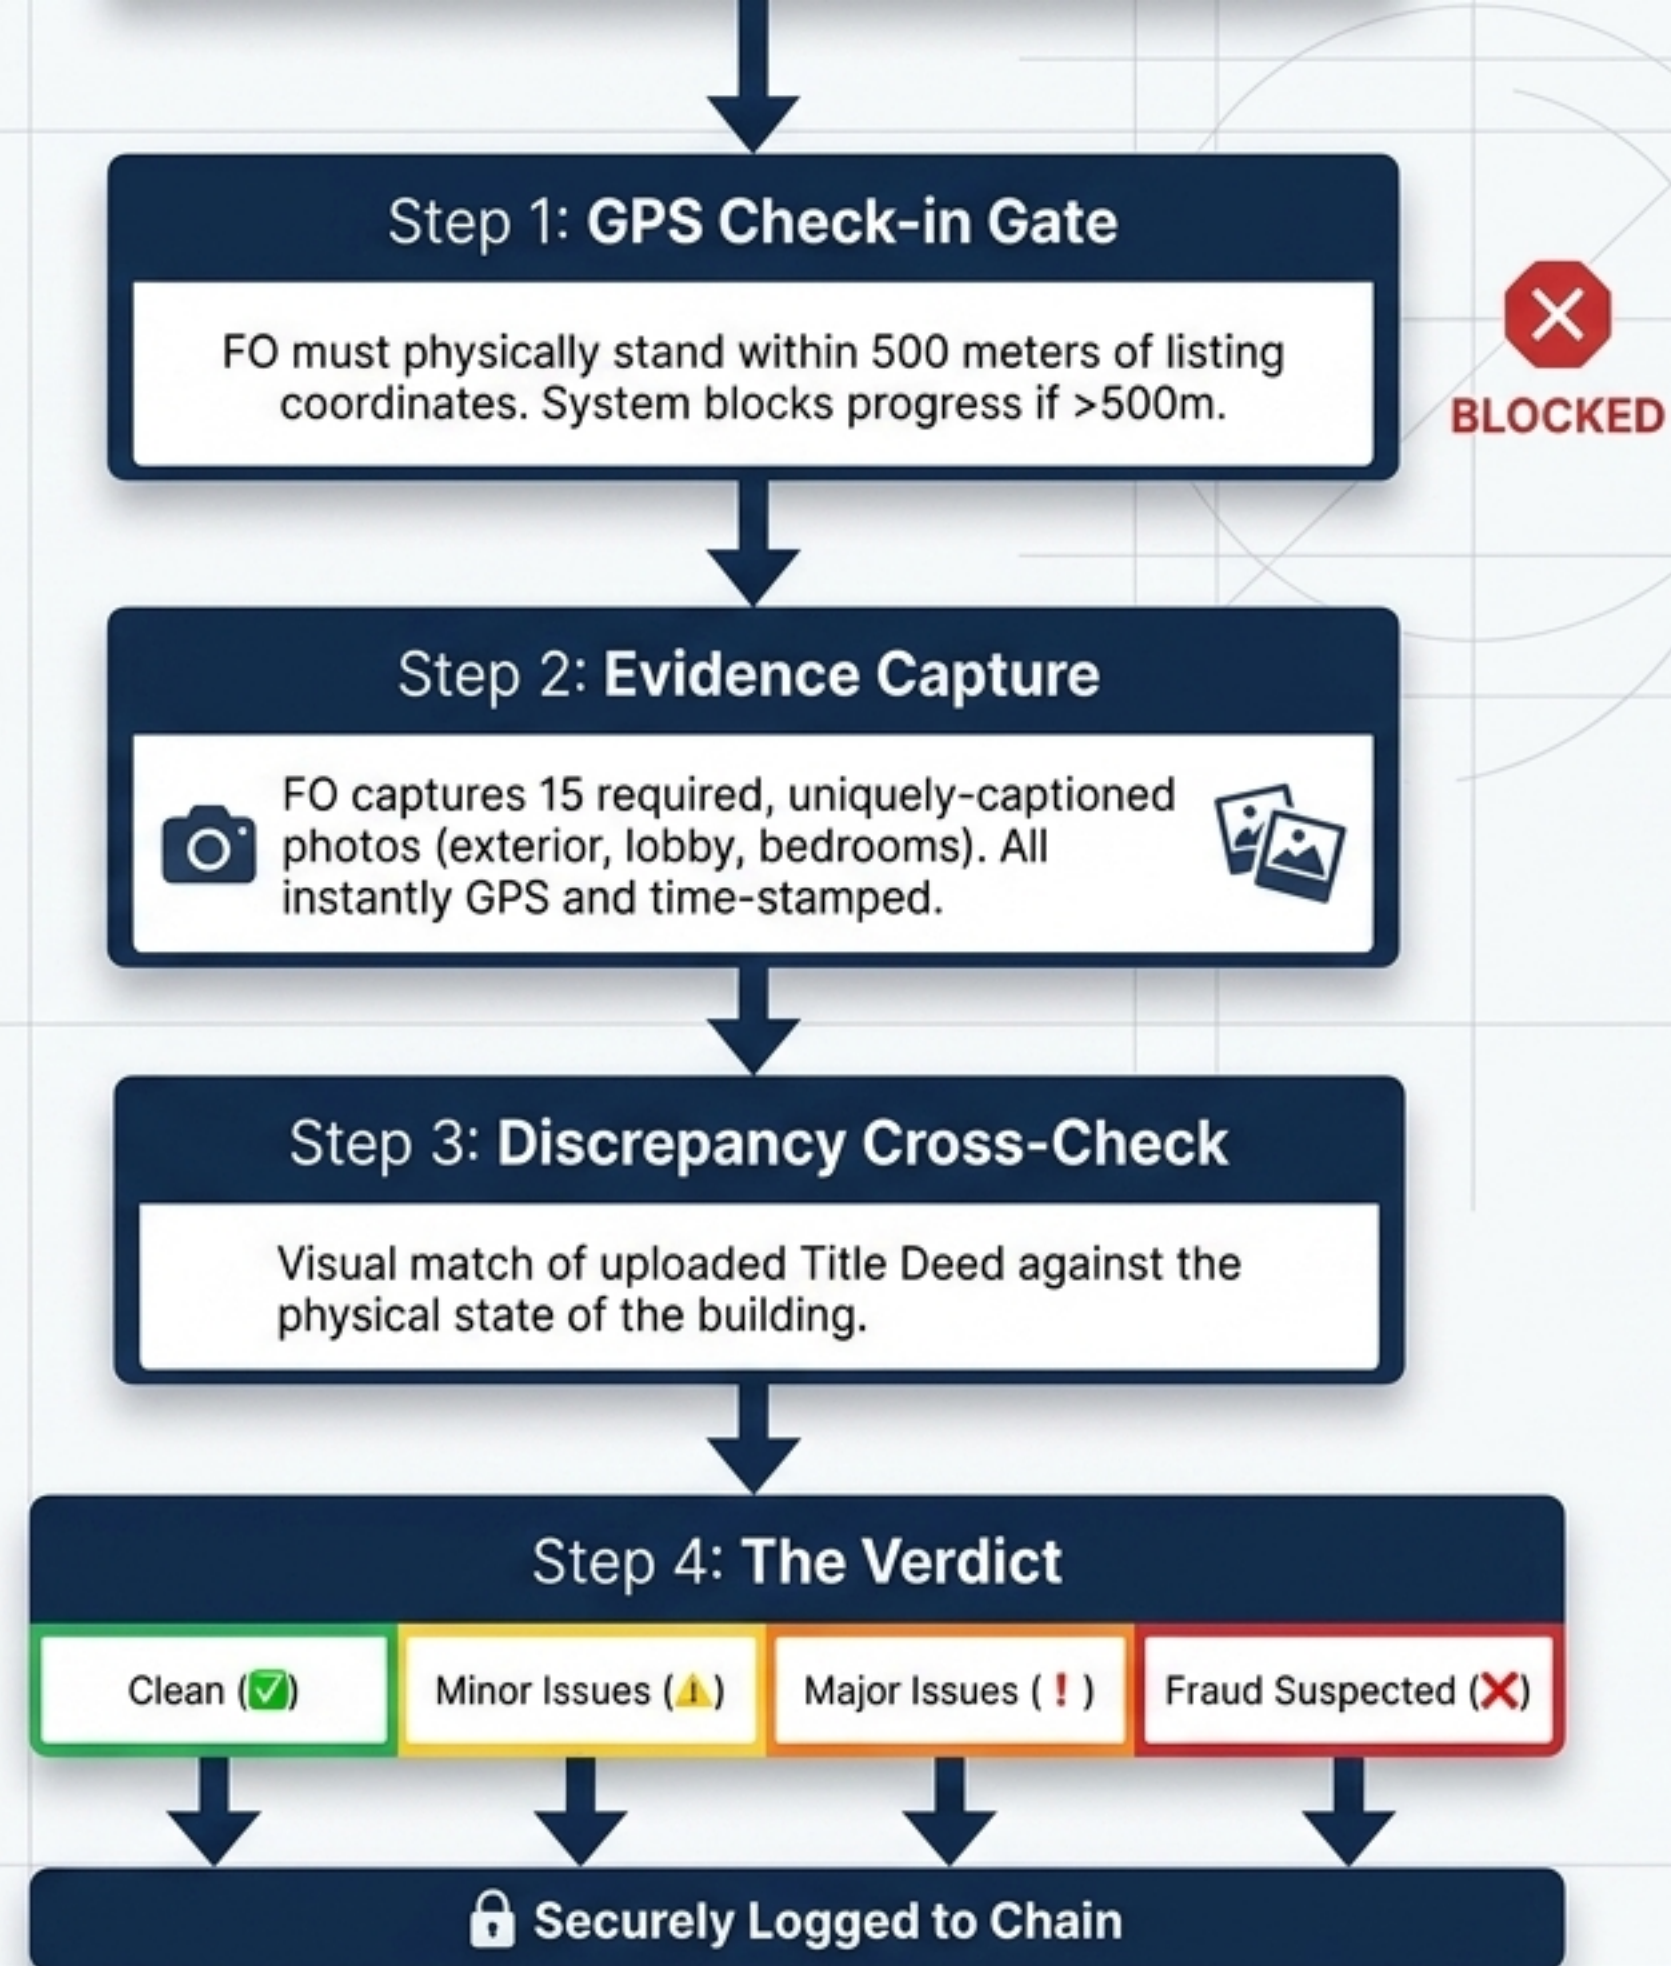 Step 1: GPS Check-in Gate
FO must physically stand within 500 meters of listing
coordinates. System blocks progress if >500m.
BLOCKED
Step 2: Evidence Capture
FO captures 15 required, uniquely-captioned
photos (exterior, lobby, bedrooms). All
instantly GPS and time-stamped.
Step 3: Discrepancy Cross-Check
Visual match of uploaded Title Deed against the
physical state of the building.
Step 4: The Verdict
Clean (✅)
Minor Issues (⚠️)
Major Issues (❗)
Fraud Suspected (❌)
Securely Logged to Chain